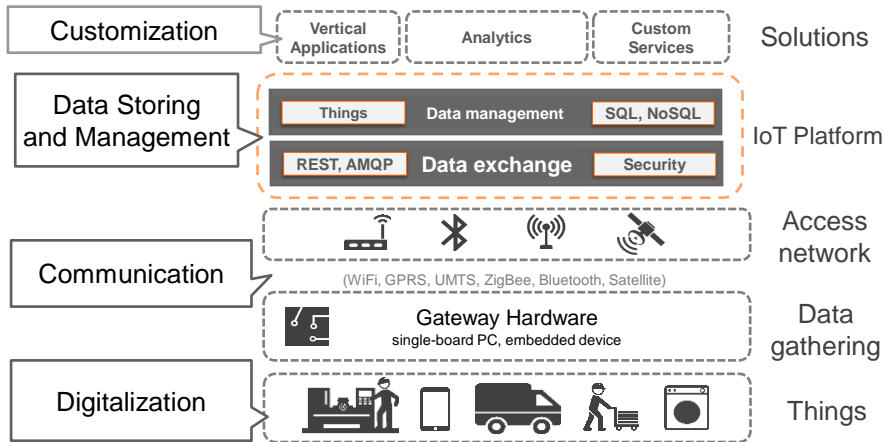 Customization
Vertical
Applications
Analytics
Custom
Services
Solutions
Data Storing
and Management
Things
Data management
SQL, NoSQL
REST, AMQP
Data exchange
Security
IoT Platform
Access
network
Communication
(WiFi, GPRS, UMTS, ZigBee, Bluetooth, Satellite)
Gateway Hardware
single-board PC, embedded device
Data
gathering
Digitalization
Things